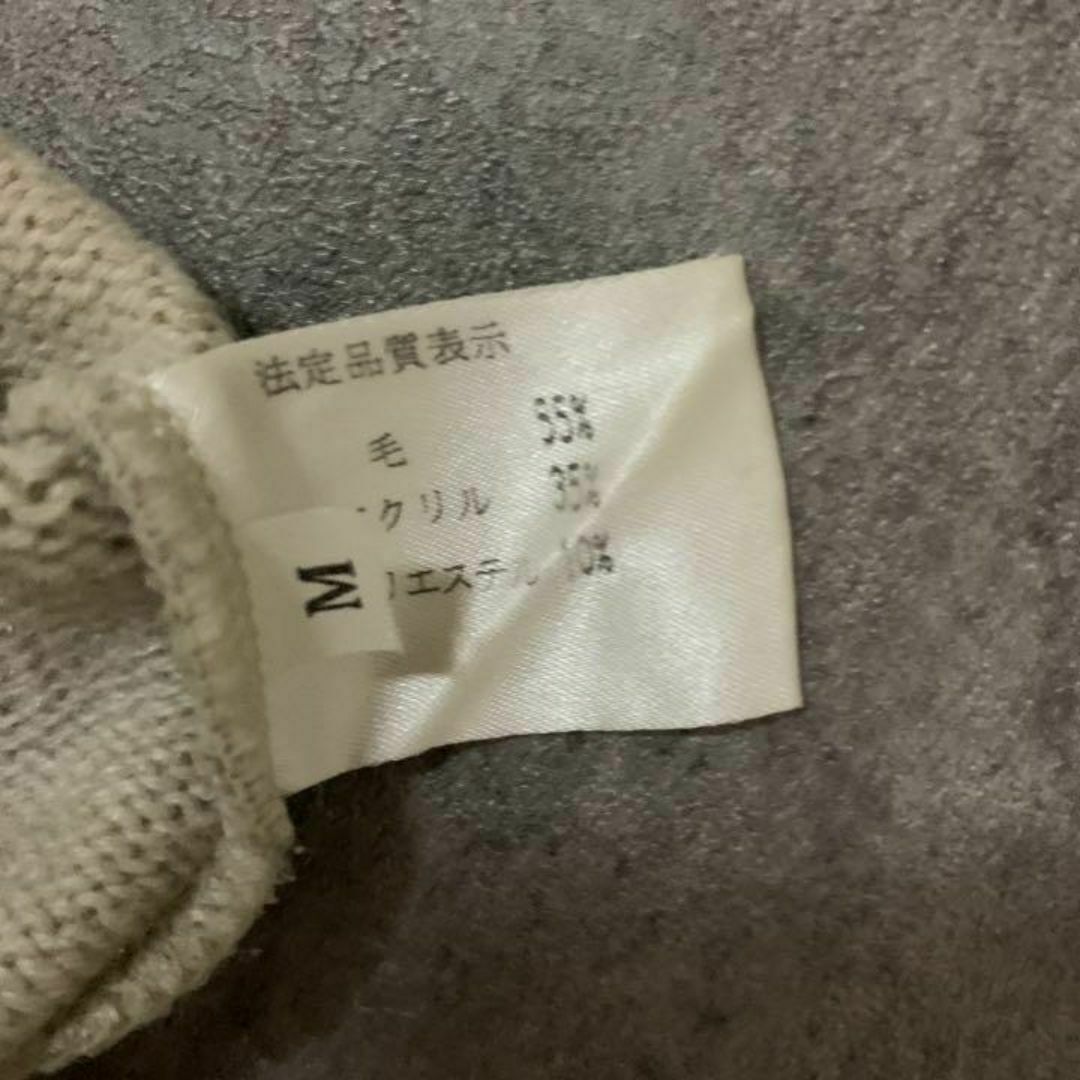 法定品質表示
毛 55%
クリル 35%
エステル 10%
M